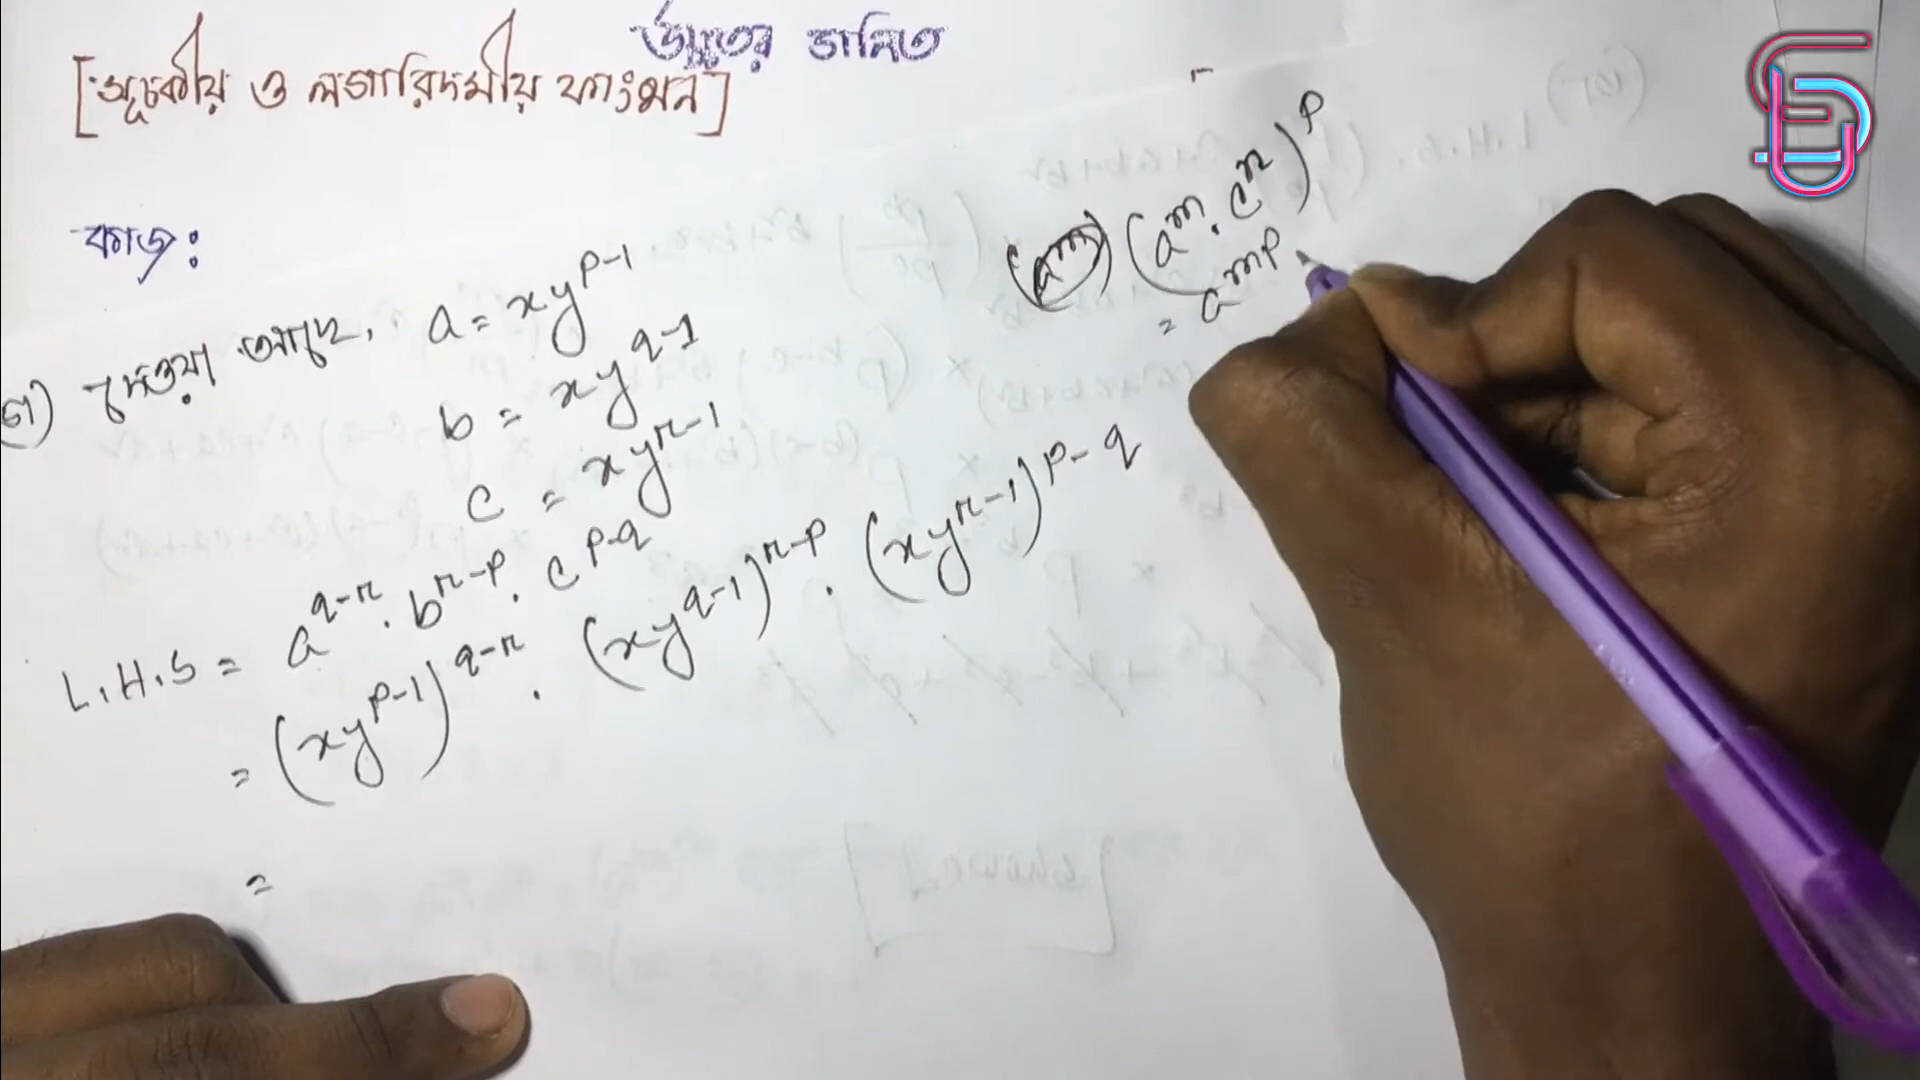 উচ্চতর গনিত
[সূচকীয় ও লগারিদমীয় ফাংশন]
কাজ:
গ) দেওয়া আছে, a = xy^{p-1}
b = xy^{q-1}
c = xy^{r-1}
L.H.S = a^{q-r} . b^{r-p} . c^{p-q}
= (xy^{p-1})^{q-r} . (xy^{q-1})^{r-p} . (xy^{r-1})^{p-q}
=
(a^m . c^n)^p
= a^{mp} .